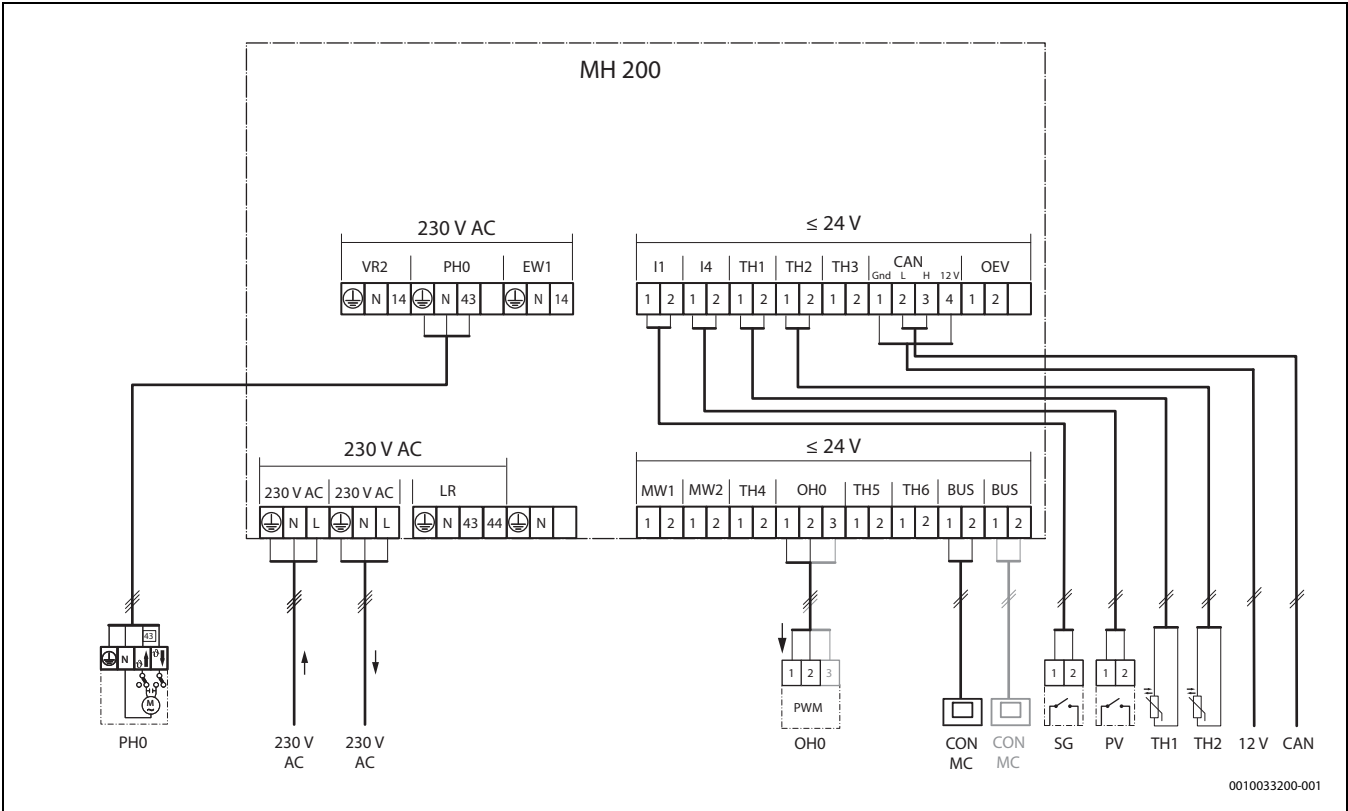 MH 200
230 V AC
≤ 24 V
VR2 PH0 EW1
I1 I4 TH1 TH2 TH3 CAN OEV
Gnd L H 12 V
N 14 N 43 N 14
1 2 1 2 1 2 1 2 1 2 1 2 3 4 1 2
230 V AC
≤ 24 V
230 V AC 230 V AC LR
MW1 MW2 TH4 OH0 TH5 TH6 BUS BUS
N L N L N 43 44 N
1 2 1 2 1 2 1 2 3 1 2 1 2 1 2 1 2
43
N ϑ ϑ
M
~
1 2 3
PWM
1 2
1 2
PH0
230 V
AC
230 V
AC
OH0
CON
MC
CON
MC
SG
PV
TH1
TH2
12 V
CAN
0010033200-001